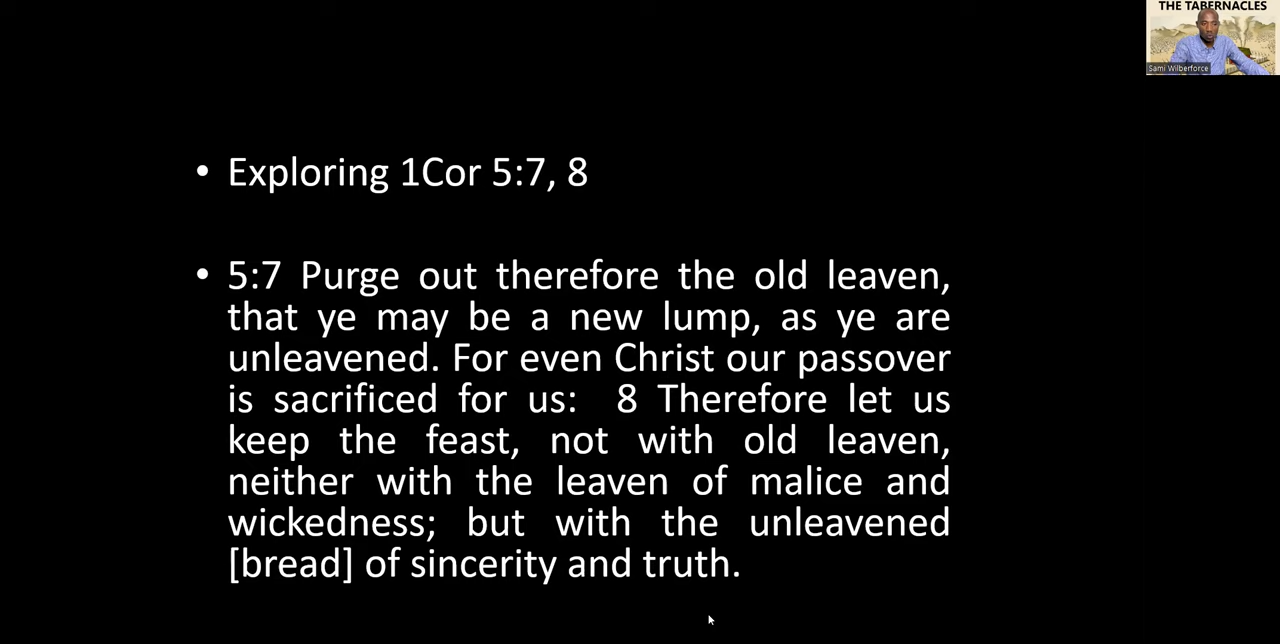 THE TABERNACLES
Sami Wilberforce
• Exploring 1Cor 5:7, 8
• 5:7 Purge out therefore the old leaven,
that ye may be a new lump, as ye are
unleavened. For even Christ our passover
is sacrificed for us: 8 Therefore let us
keep the feast, not with old leaven,
neither with the leaven of malice and
wickedness; but with the unleavened
[bread] of sincerity and truth.